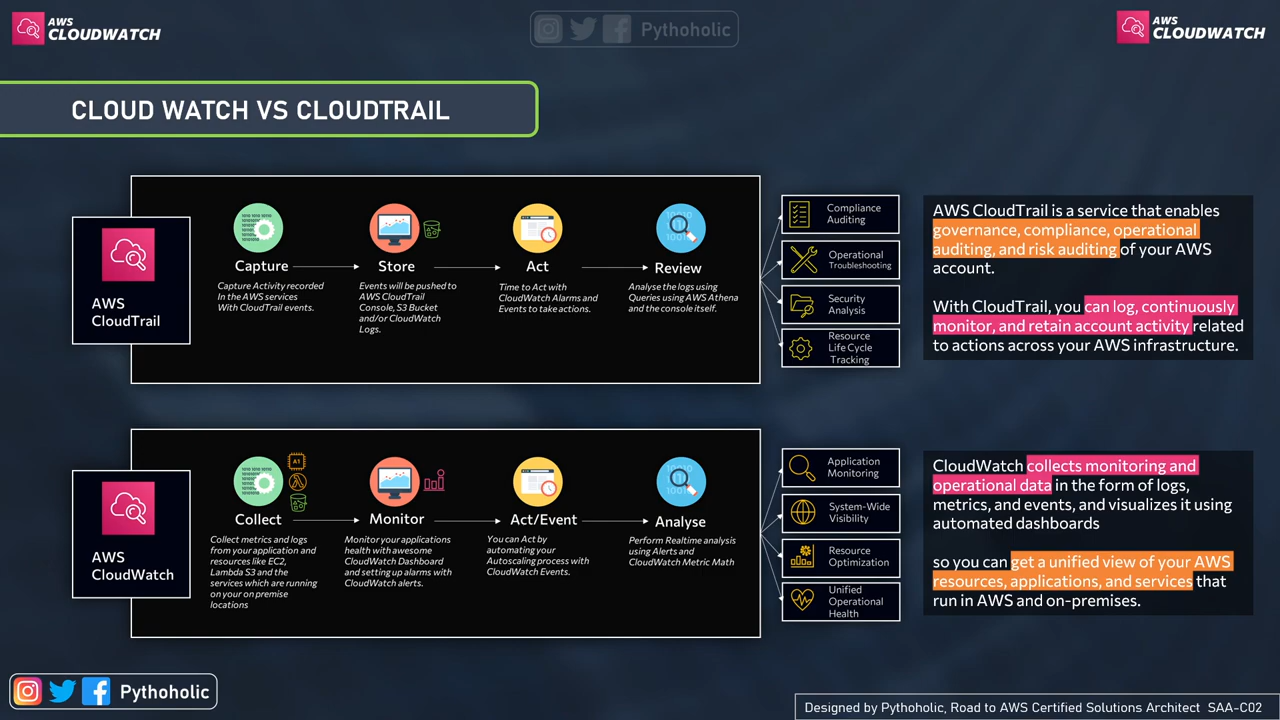 AWS
CLOUDWATCH
Pythoholic
AWS
CLOUDWATCH
CLOUD WATCH VS CLOUDTRAIL
AWS
CloudTrail
Capture
Capture Activity recorded
In the AWS services
With CloudTrail events.
Store
Events will be pushed to
AWS CloudTrail
Console, S3 Bucket
and/or CloudWatch
Logs.
Act
Time to Act with
CloudWatch Alarms and
Events to take actions.
Review
Analyse the logs using
Queries using AWS Athena
and the console itself.
Compliance
Auditing
Operational
Troubleshooting
Security
Analysis
Resource
Life Cycle
Tracking
AWS CloudTrail is a service that enables
governance, compliance, operational
auditing, and risk auditing of your AWS
account.
With CloudTrail, you can log, continuously
monitor, and retain account activity related
to actions across your AWS infrastructure.
AWS
CloudWatch
A1
Collect
Collect metrics and logs
from your application and
resources like EC2,
Lambda S3 and the
services which are running
on your on premise
locations
Monitor
Monitor your applications
health with awesome
CloudWatch Dashboard
and setting up alarms with
CloudWatch alerts.
Act/Event
You can Act by
automating your
Autoscaling process with
CloudWatch Events.
Analyse
Perform Realtime analysis
using Alerts and
CloudWatch Metric Math
Application
Monitoring
System-Wide
Visibility
Resource
Optimization
Unified
Operational
Health
CloudWatch collects monitoring and
operational data in the form of logs,
metrics, and events, and visualizes it using
automated dashboards
so you can get a unified view of your AWS
resources, applications, and services that
run in AWS and on-premises.
Pythoholic
Designed by Pythoholic, Road to AWS Certified Solutions Architect SAA-C02